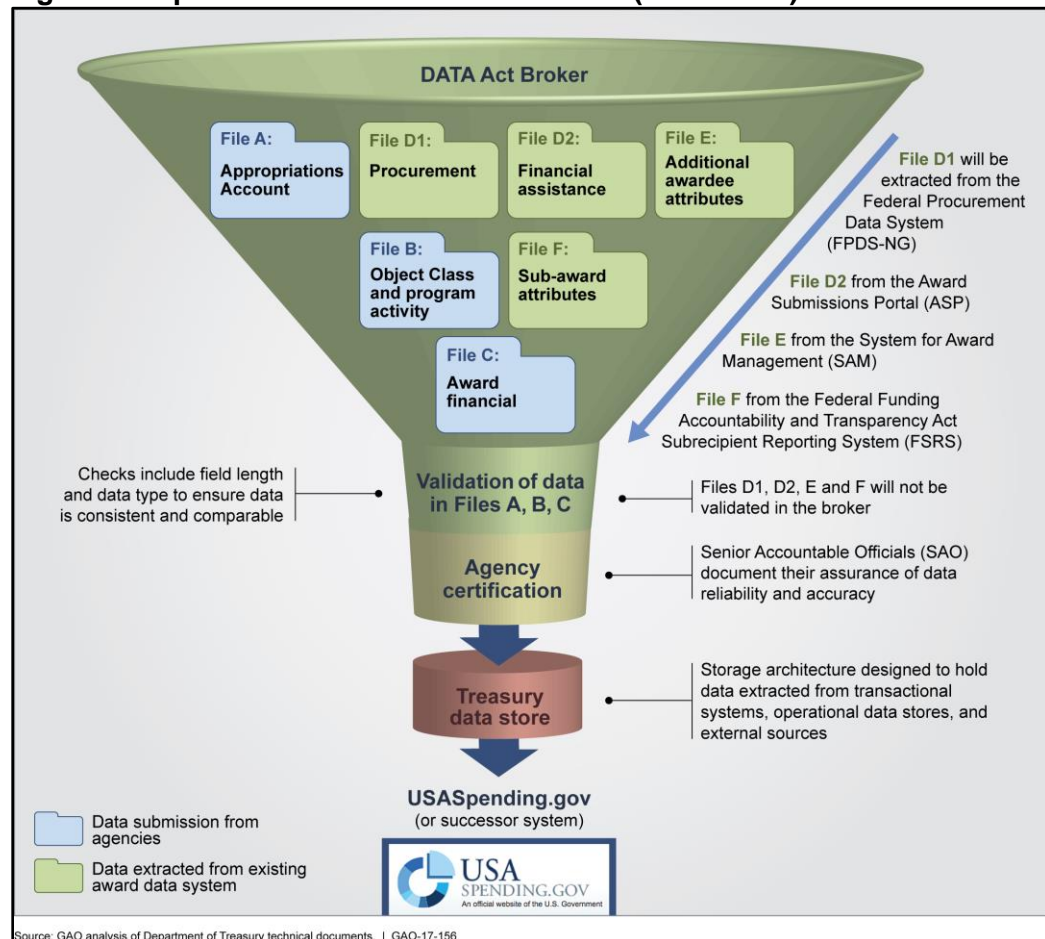 DATA Act Broker
File A:
Appropriations
Account
File D1:
Procurement
File D2:
Financial
assistance
File E:
Additional
awardee
attributes
File B:
Object Class
and program
activity
File F:
Sub-award
attributes
File C:
Award
financial
File D1 will be
extracted from the
Federal Procurement
Data System
(FPDS-NG)
File D2 from the Award
Submissions Portal (ASP)
File E from the System for Award
Management (SAM)
File F from the Federal Funding
Accountability and Transparency Act
Subrecipient Reporting System (FSRS)
Checks include field length
and data type to ensure data
is consistent and comparable
Validation of data
in Files A, B, C
Files D1, D2, E and F will not be
validated in the broker
Agency
certification
Senior Accountable Officials (SAO)
document their assurance of data
reliability and accuracy
Treasury
data store
Storage architecture designed to hold
data extracted from transactional
systems, operational data stores, and
external sources
USASpending.gov
(or successor system)
Data submission from
agencies
Data extracted from existing
award data system
USA
SPENDING.GOV
An official website of the U.S. Government
Source: GAO analysis of Department of Treasury technical documents. | GAO-17-156